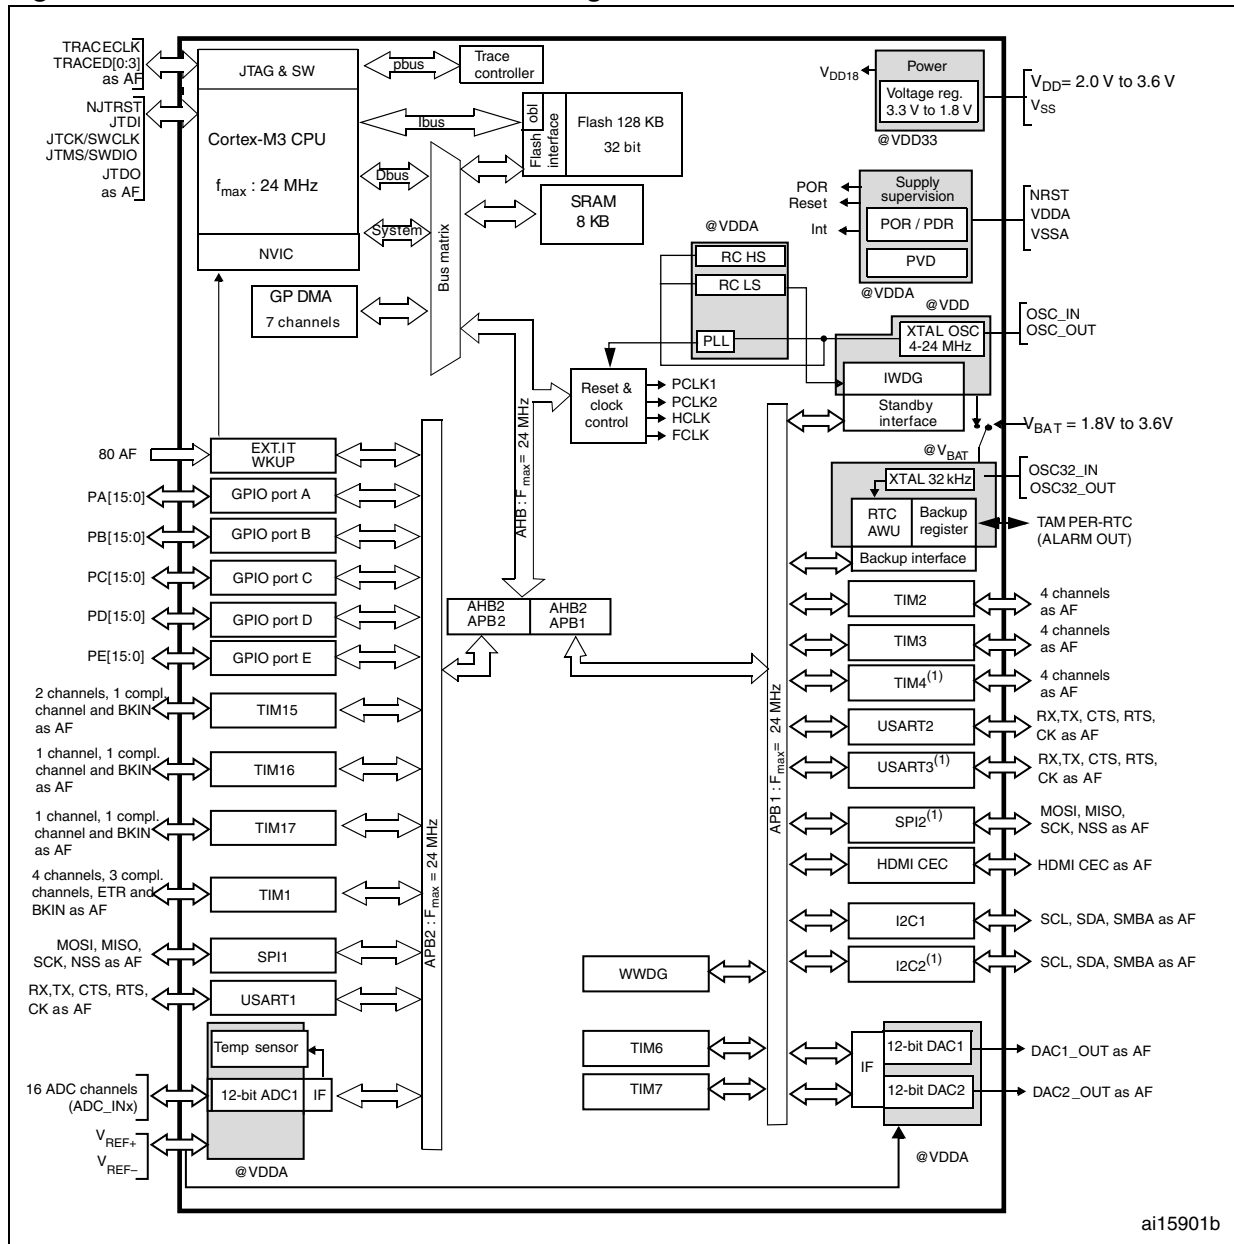 TRACECLK
TRACED[0:3]
as AF
NJTRST
JTDI
JTCK/SWCLK
JTMS/SWDIO
JTDO
as AF
JTAG & SW
Cortex-M3 CPU
fmax : 24 MHz
NVIC
pbus
Trace
controller
Ibus
Dbus
System
Bus matrix
Flash obl
interface
Flash 128 KB
32 bit
SRAM
8 KB
GP DMA
7 channels
VDD18
Power
Voltage reg.
3.3 V to 1.8 V
@VDD33
VDD= 2.0 V to 3.6 V
VSS
POR
Reset
Int
Supply
supervision
POR / PDR
PVD
@VDDA
NRST
VDDA
VSSA
@VDDA
RC HS
RC LS
PLL
@VDD
XTAL OSC
4-24 MHz
IWDG
Standby
interface
OSC_IN
OSC_OUT
Reset &
clock
control
PCLK1
PCLK2
HCLK
FCLK
VBAT = 1.8V to 3.6V
@VBAT
XTAL 32 kHz
RTC
AWU
Backup
register
Backup interface
OSC32_IN
OSC32_OUT
TAMPER-RTC
(ALARM OUT)
AHB : Fmax= 24 MHz
AHB2
APB2
AHB2
APB1
80 AF
EXT.IT
WKUP
PA[15:0]
GPIO port A
PB[15:0]
GPIO port B
PC[15:0]
GPIO port C
PD[15:0]
GPIO port D
PE[15:0]
GPIO port E
2 channels, 1 compl.
channel and BKIN
as AF
TIM15
1 channel, 1 compl.
channel and BKIN
as AF
TIM16
1 channel, 1 compl.
channel and BKIN
as AF
TIM17
4 channels, 3 compl.
channels, ETR and
BKIN as AF
TIM1
MOSI, MISO,
SCK, NSS as AF
SPI1
RX,TX, CTS, RTS,
CK as AF
USART1
Temp sensor
16 ADC channels
(ADC_INx)
12-bit ADC1
IF
VREF+
VREF–
@VDDA
APB2 : Fmax = 24 MHz
APB1 : Fmax= 24 MHz
TIM2
4 channels
as AF
TIM3
4 channels
as AF
TIM4(1)
4 channels
as AF
USART2
RX,TX, CTS, RTS,
CK as AF
USART3(1)
RX,TX, CTS, RTS,
CK as AF
SPI2(1)
MOSI, MISO,
SCK, NSS as AF
HDMI CEC
HDMI CEC as AF
I2C1
SCL, SDA, SMBA as AF
I2C2(1)
SCL, SDA, SMBA as AF
WWDG
TIM6
TIM7
IF
12-bit DAC1
DAC1_OUT as AF
12-bit DAC2
DAC2_OUT as AF
@VDDA
ai15901b